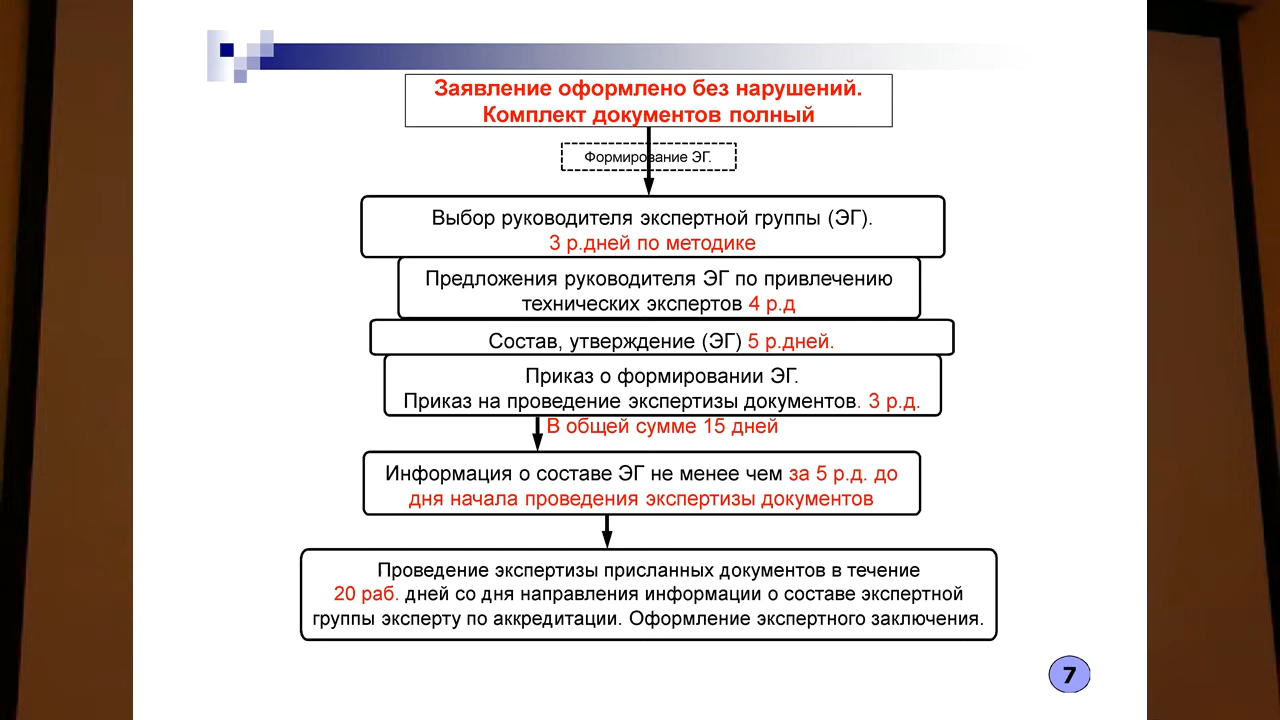 Заявление оформлено без нарушений.
Комплект документов полный
Формирование ЭГ.
Выбор руководителя экспертной группы (ЭГ).
3 р.дней по методике
Предложения руководителя ЭГ по привлечению
технических экспертов 4 р.д
Состав, утверждение (ЭГ) 5 р.дней.
Приказ о формировании ЭГ.
Приказ на проведение экспертизы документов. 3 р.д.
В общей сумме 15 дней
Информация о составе ЭГ не менее чем за 5 р.д. до
дня начала проведения экспертизы документов
Проведение экспертизы присланных документов в течение
20 раб. дней со дня направления информации о составе экспертной
группы эксперту по аккредитации. Оформление экспертного заключения.
7